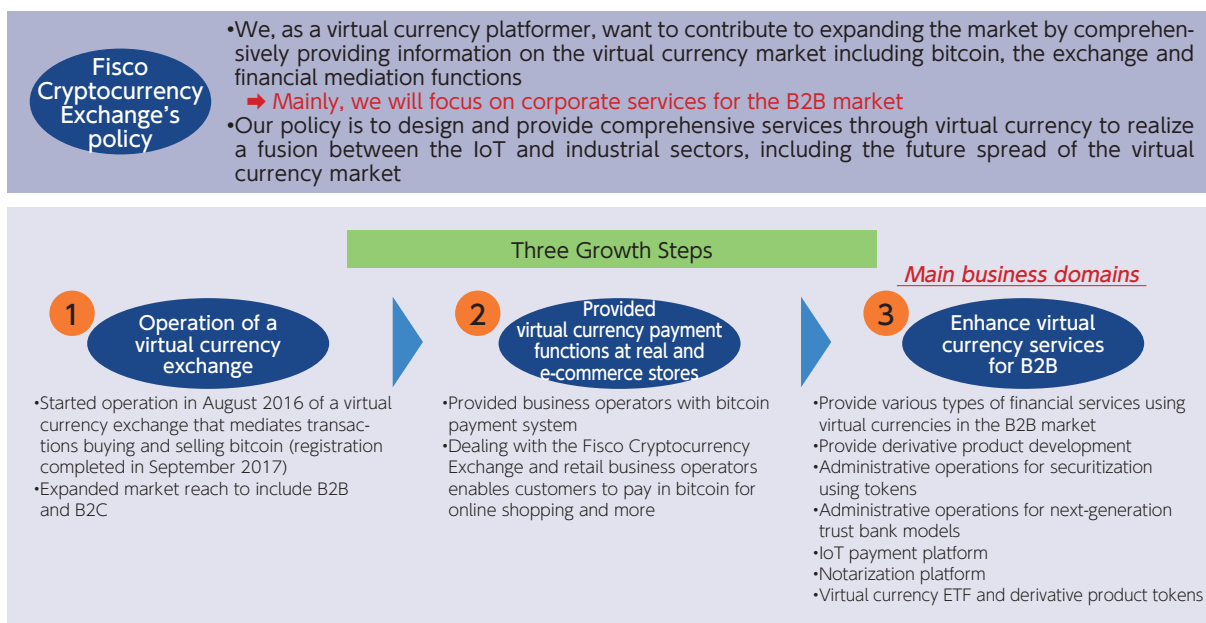 Fisco
Cryptocurrency
Exchange's
policy
•We, as a virtual currency platformer, want to contribute to expanding the market by comprehen-
sively providing information on the virtual currency market including bitcoin, the exchange and
financial mediation functions
➡ Mainly, we will focus on corporate services for the B2B market
•Our policy is to design and provide comprehensive services through virtual currency to realize
a fusion between the IoT and industrial sectors, including the future spread of the virtual
currency market
Three Growth Steps
Main business domains
1
Operation of a
virtual currency
exchange
•Started operation in August 2016 of a virtual
currency exchange that mediates transac-
tions buying and selling bitcoin (registration
completed in September 2017)
•Expanded market reach to include B2B
and B2C
2
Provided
virtual currency payment
functions at real and
e-commerce stores
•Provided business operators with bitcoin
payment system
•Dealing with the Fisco Cryptocurrency
Exchange and retail business operators
enables customers to pay in bitcoin for
online shopping and more
3
Enhance virtual
currency services
for B2B
•Provide various types of financial services using
virtual currencies in the B2B market
•Provide derivative product development
•Administrative operations for securitization
using tokens
•Administrative operations for next-generation
trust bank models
•IoT payment platform
•Notarization platform
•Virtual currency ETF and derivative product tokens